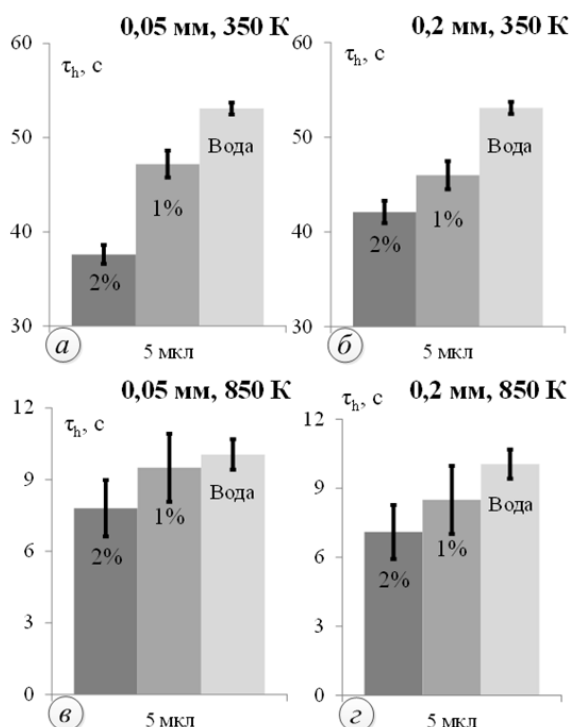 0,05 мм, 350 К
τh, с
60
50
40
30
2%
1%
Вода
а
5 мкл
0,2 мм, 350 К
τh, с
60
50
40
30
2%
1%
Вода
б
5 мкл
0,05 мм, 850 К
τh, с
12
9
6
3
0
2%
1%
Вода
в
5 мкл
0,2 мм, 850 К
τh, с
12
9
6
3
0
2%
1%
Вода
г
5 мкл